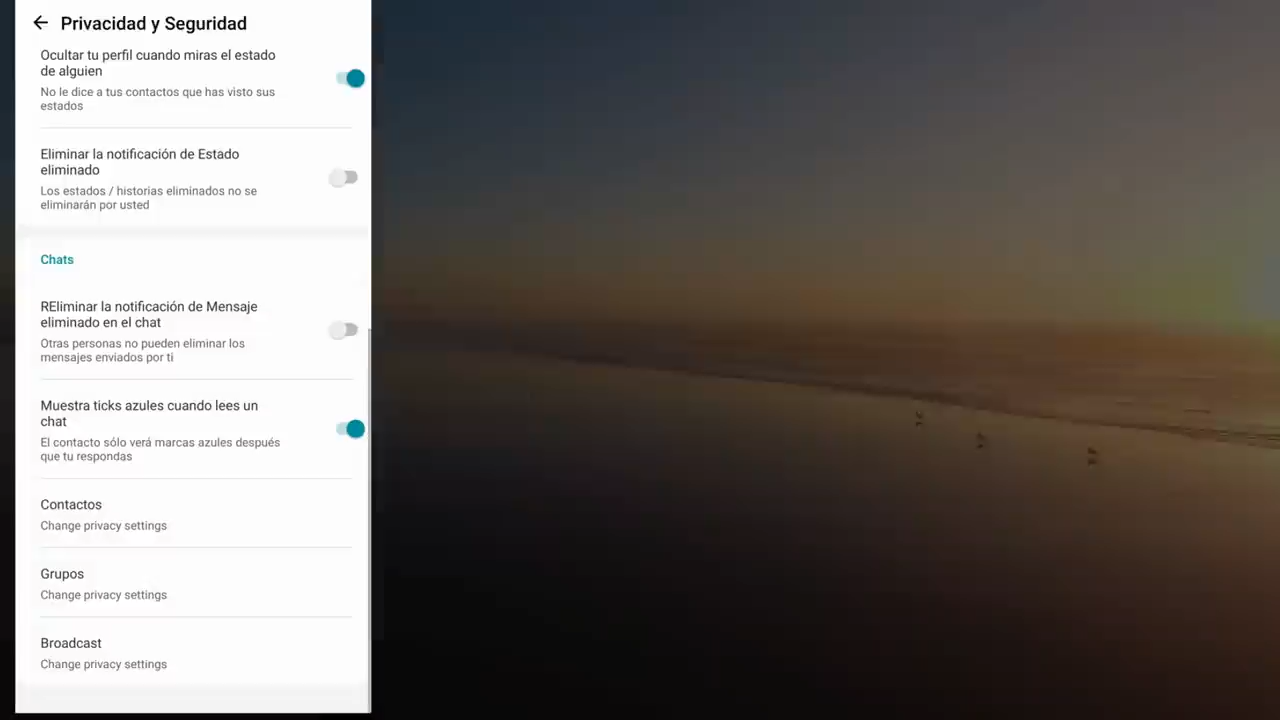 Privacidad y Seguridad
Ocultar tu perfil cuando miras el estado
de alguien
No le dice a tus contactos que has visto sus
estados
Eliminar la notificación de Estado
eliminado
Los estados / historias eliminados no se
eliminarán por usted
Chats
REliminar la notificación de Mensaje
eliminado en el chat
Otras personas no pueden eliminar los
mensajes enviados por ti
Muestra ticks azules cuando lees un
chat
El contacto sólo verá marcas azules después
que tu respondas
Contactos
Change privacy settings
Grupos
Change privacy settings
Broadcast
Change privacy settings